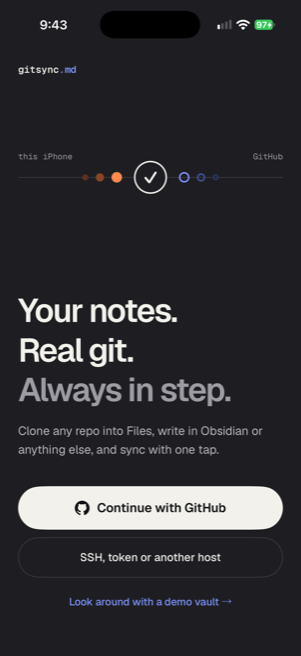 9:43
97
gitsync.md
this iPhone
GitHub
Your notes.
Real git.
Always in step.
Clone any repo into Files, write in Obsidian or
anything else, and sync with one tap.
Continue with GitHub
SSH, token or another host
Look around with a demo vault →